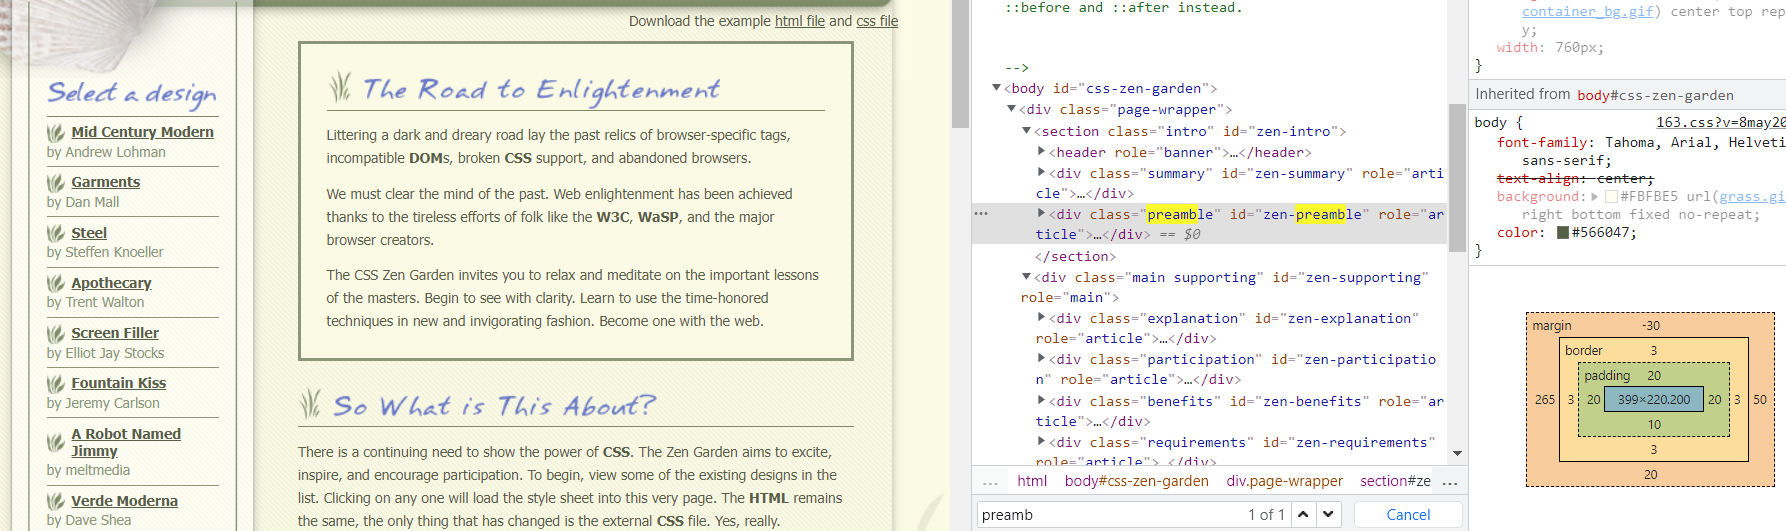 Download the example html file and css file
Select a design
Mid Century Modern
by Andrew Lohman
Garments
by Dan Mall
Steel
by Steffen Knoeller
Apothecary
by Trent Walton
Screen Filler
by Elliot Jay Stocks
Fountain Kiss
by Jeremy Carlson
A Robot Named
Jimmy
by meltmedia
Verde Moderna
by Dave Shea
The Road to Enlightenment
Littering a dark and dreary road lay the past relics of browser-specific tags,
incompatible DOMs, broken CSS support, and abandoned browsers.
We must clear the mind of the past. Web enlightenment has been achieved
thanks to the tireless efforts of folk like the W3C, WaSP, and the major
browser creators.
The CSS Zen Garden invites you to relax and meditate on the important lessons
of the masters. Begin to see with clarity. Learn to use the time-honored
techniques in new and invigorating fashion. Become one with the web.
So What is This About?
There is a continuing need to show the power of CSS. The Zen Garden aims to excite,
inspire, and encourage participation. To begin, view some of the existing designs in the
list. Clicking on any one will load the style sheet into this very page. The HTML remains
the same, the only thing that has changed is the external CSS file. Yes, really.
::before and ::after instead.
-->
<body id="css-zen-garden">
<div class="page-wrapper">
<section class="intro" id="zen-intro">
<header role="banner">…</header>
<div class="summary" id="zen-summary" role="arti
cle">…</div>
<div class="preamble" id="zen-preamble" role="ar
ticle">…</div> == $0
</section>
<div class="main supporting" id="zen-supporting"
role="main">
<div class="explanation" id="zen-explanation"
role="article">…</div>
<div class="participation" id="zen-participatio
n" role="article">…</div>
<div class="benefits" id="zen-benefits" role="ar
ticle">…</div>
<div class="requirements" id="zen-requirements"
role="article">…</div>
… html body#css-zen-garden div.page-wrapper section#ze …
preamb 1 of 1 Cancel
container_bg.gif) center top rep
y;
width: 760px;
}
Inherited from body#css-zen-garden
body { 163.css?v=8may20
font-family: Tahoma, Arial, Helveti
sans-serif;
text-align: center;
background: #FBFBE5 url(grass.gi
right bottom fixed no-repeat;
color: #566047;
}
margin -30
border 3
padding 20
265 3 20 399×220.200 20 3 50
10
3
20